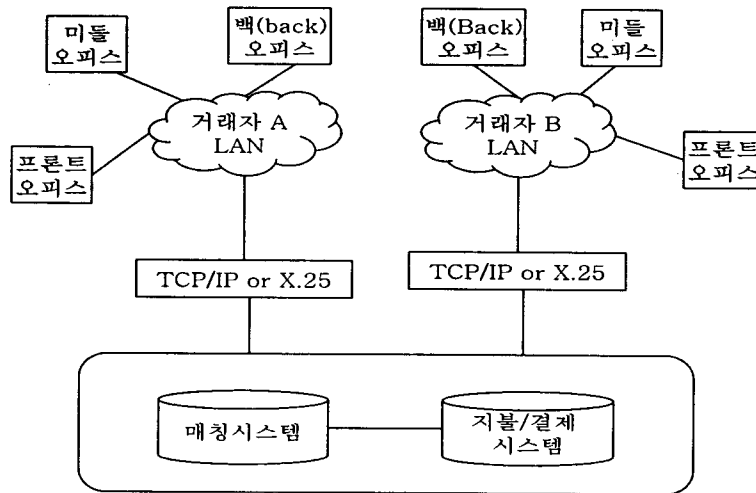 미들
오피스
백(back)
오피스
백(Back)
오피스
미들
오피스
거래자 A
LAN
거래자 B
LAN
프론트
오피스
프론트
오피스
TCP/IP or X.25
TCP/IP or X.25
매칭시스템
지불/결제
시스템